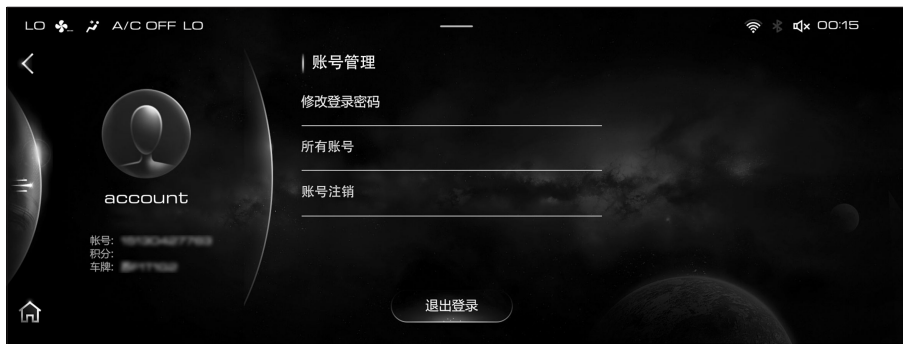 LO A/C OFF LO 00:15
账号管理
修改登录密码
所有账号
账号注销
account
帐号:
积分:
车牌:
退出登录